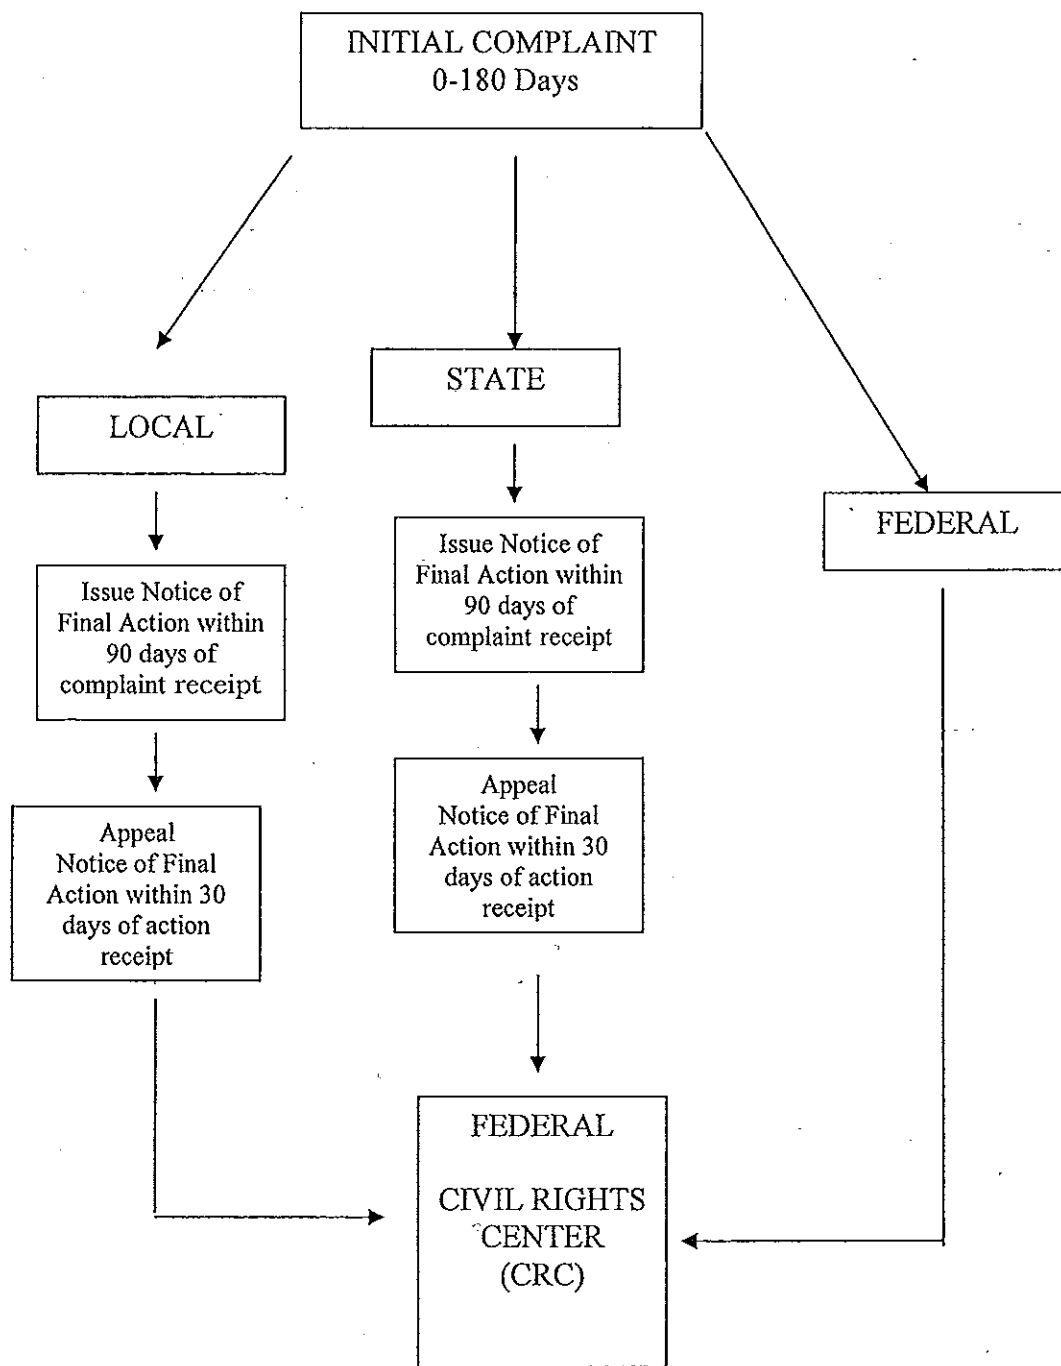 INITIAL COMPLAINT
0-180 Days
LOCAL
STATE
FEDERAL
Issue Notice of
Final Action within
90 days of
complaint receipt
Issue Notice of
Final Action within
90 days of
complaint receipt
Appeal
Notice of Final
Action within 30
days of action
receipt
Appeal
Notice of Final
Action within 30
days of action
receipt
FEDERAL
CIVIL RIGHTS
CENTER
(CRC)